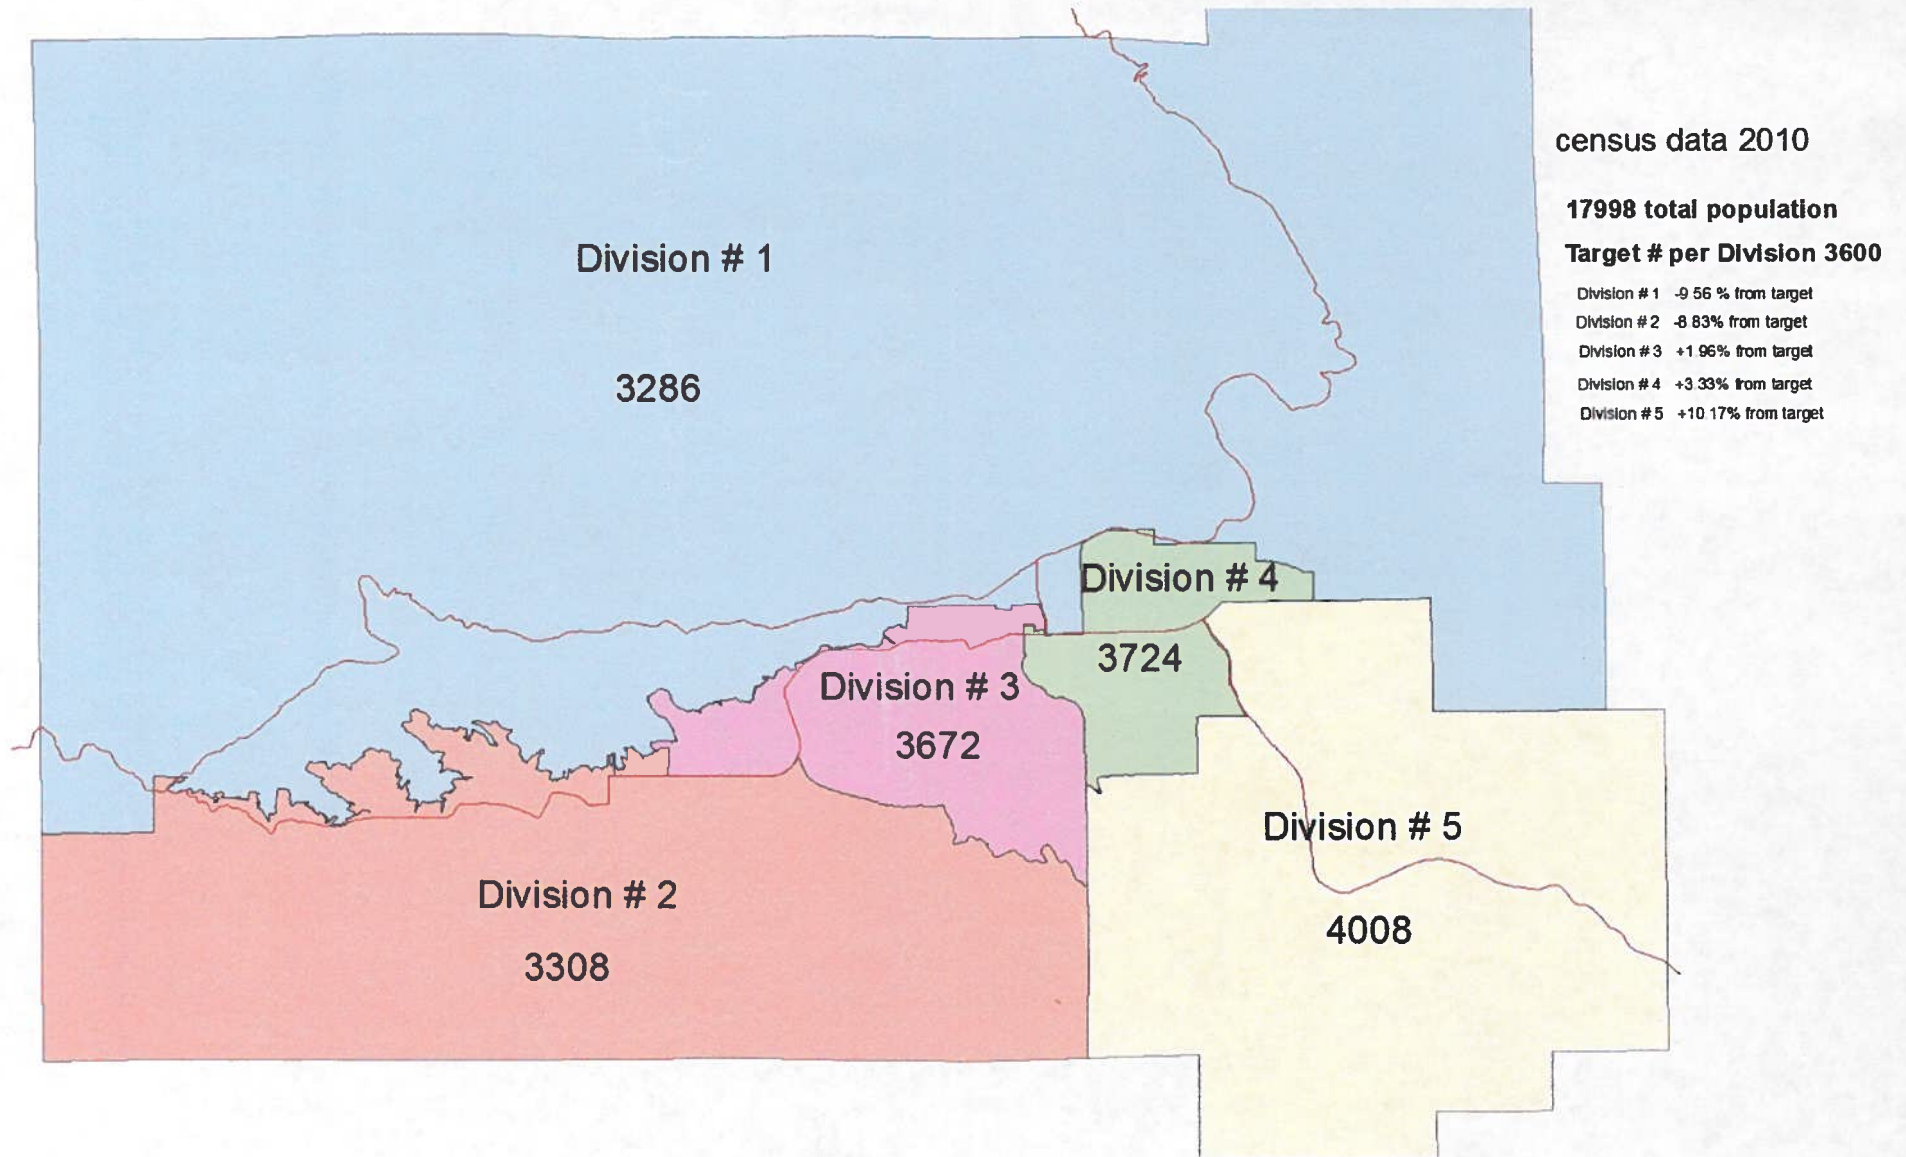 census data 2010
17998 total population
Target # per Division 3600
Division # 1 -9.56 % from target
Division # 2 -8.83% from target
Division # 3 +1.96% from target
Division # 4 +3.33% from target
Division # 5 +10.17% from target
Division # 1
3286
Division # 4
3724
Division # 3
3672
Division # 5
4008
Division # 2
3308